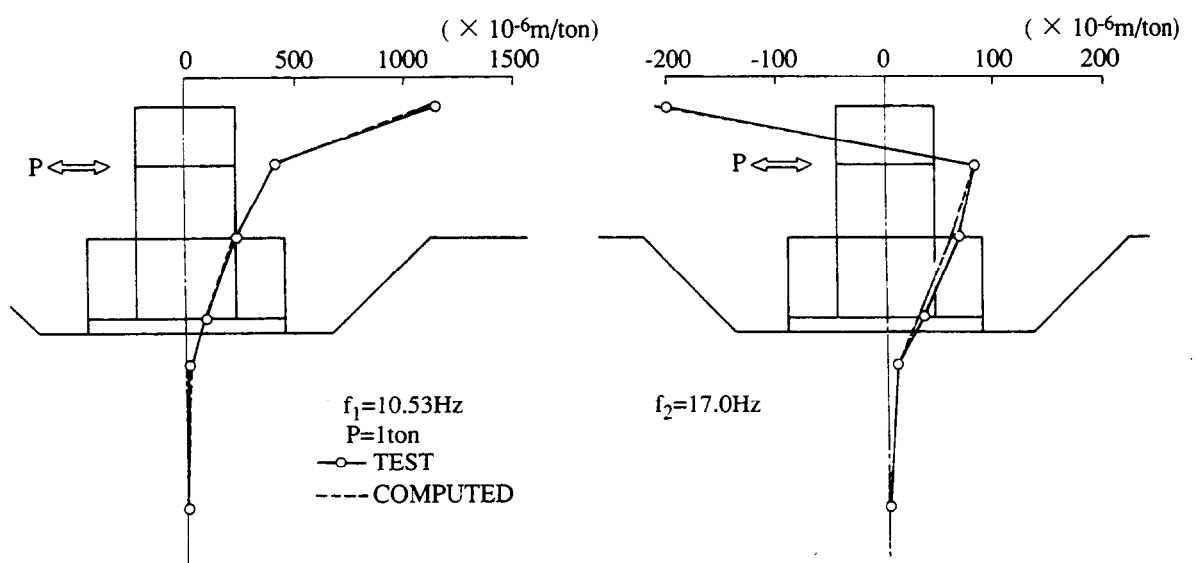 ( × 10-6m/ton)
0 500 1000 1500
P
f1=10.53Hz
P=1ton
TEST
COMPUTED
( × 10-6m/ton)
-200 -100 0 100 200
P
f2=17.0Hz